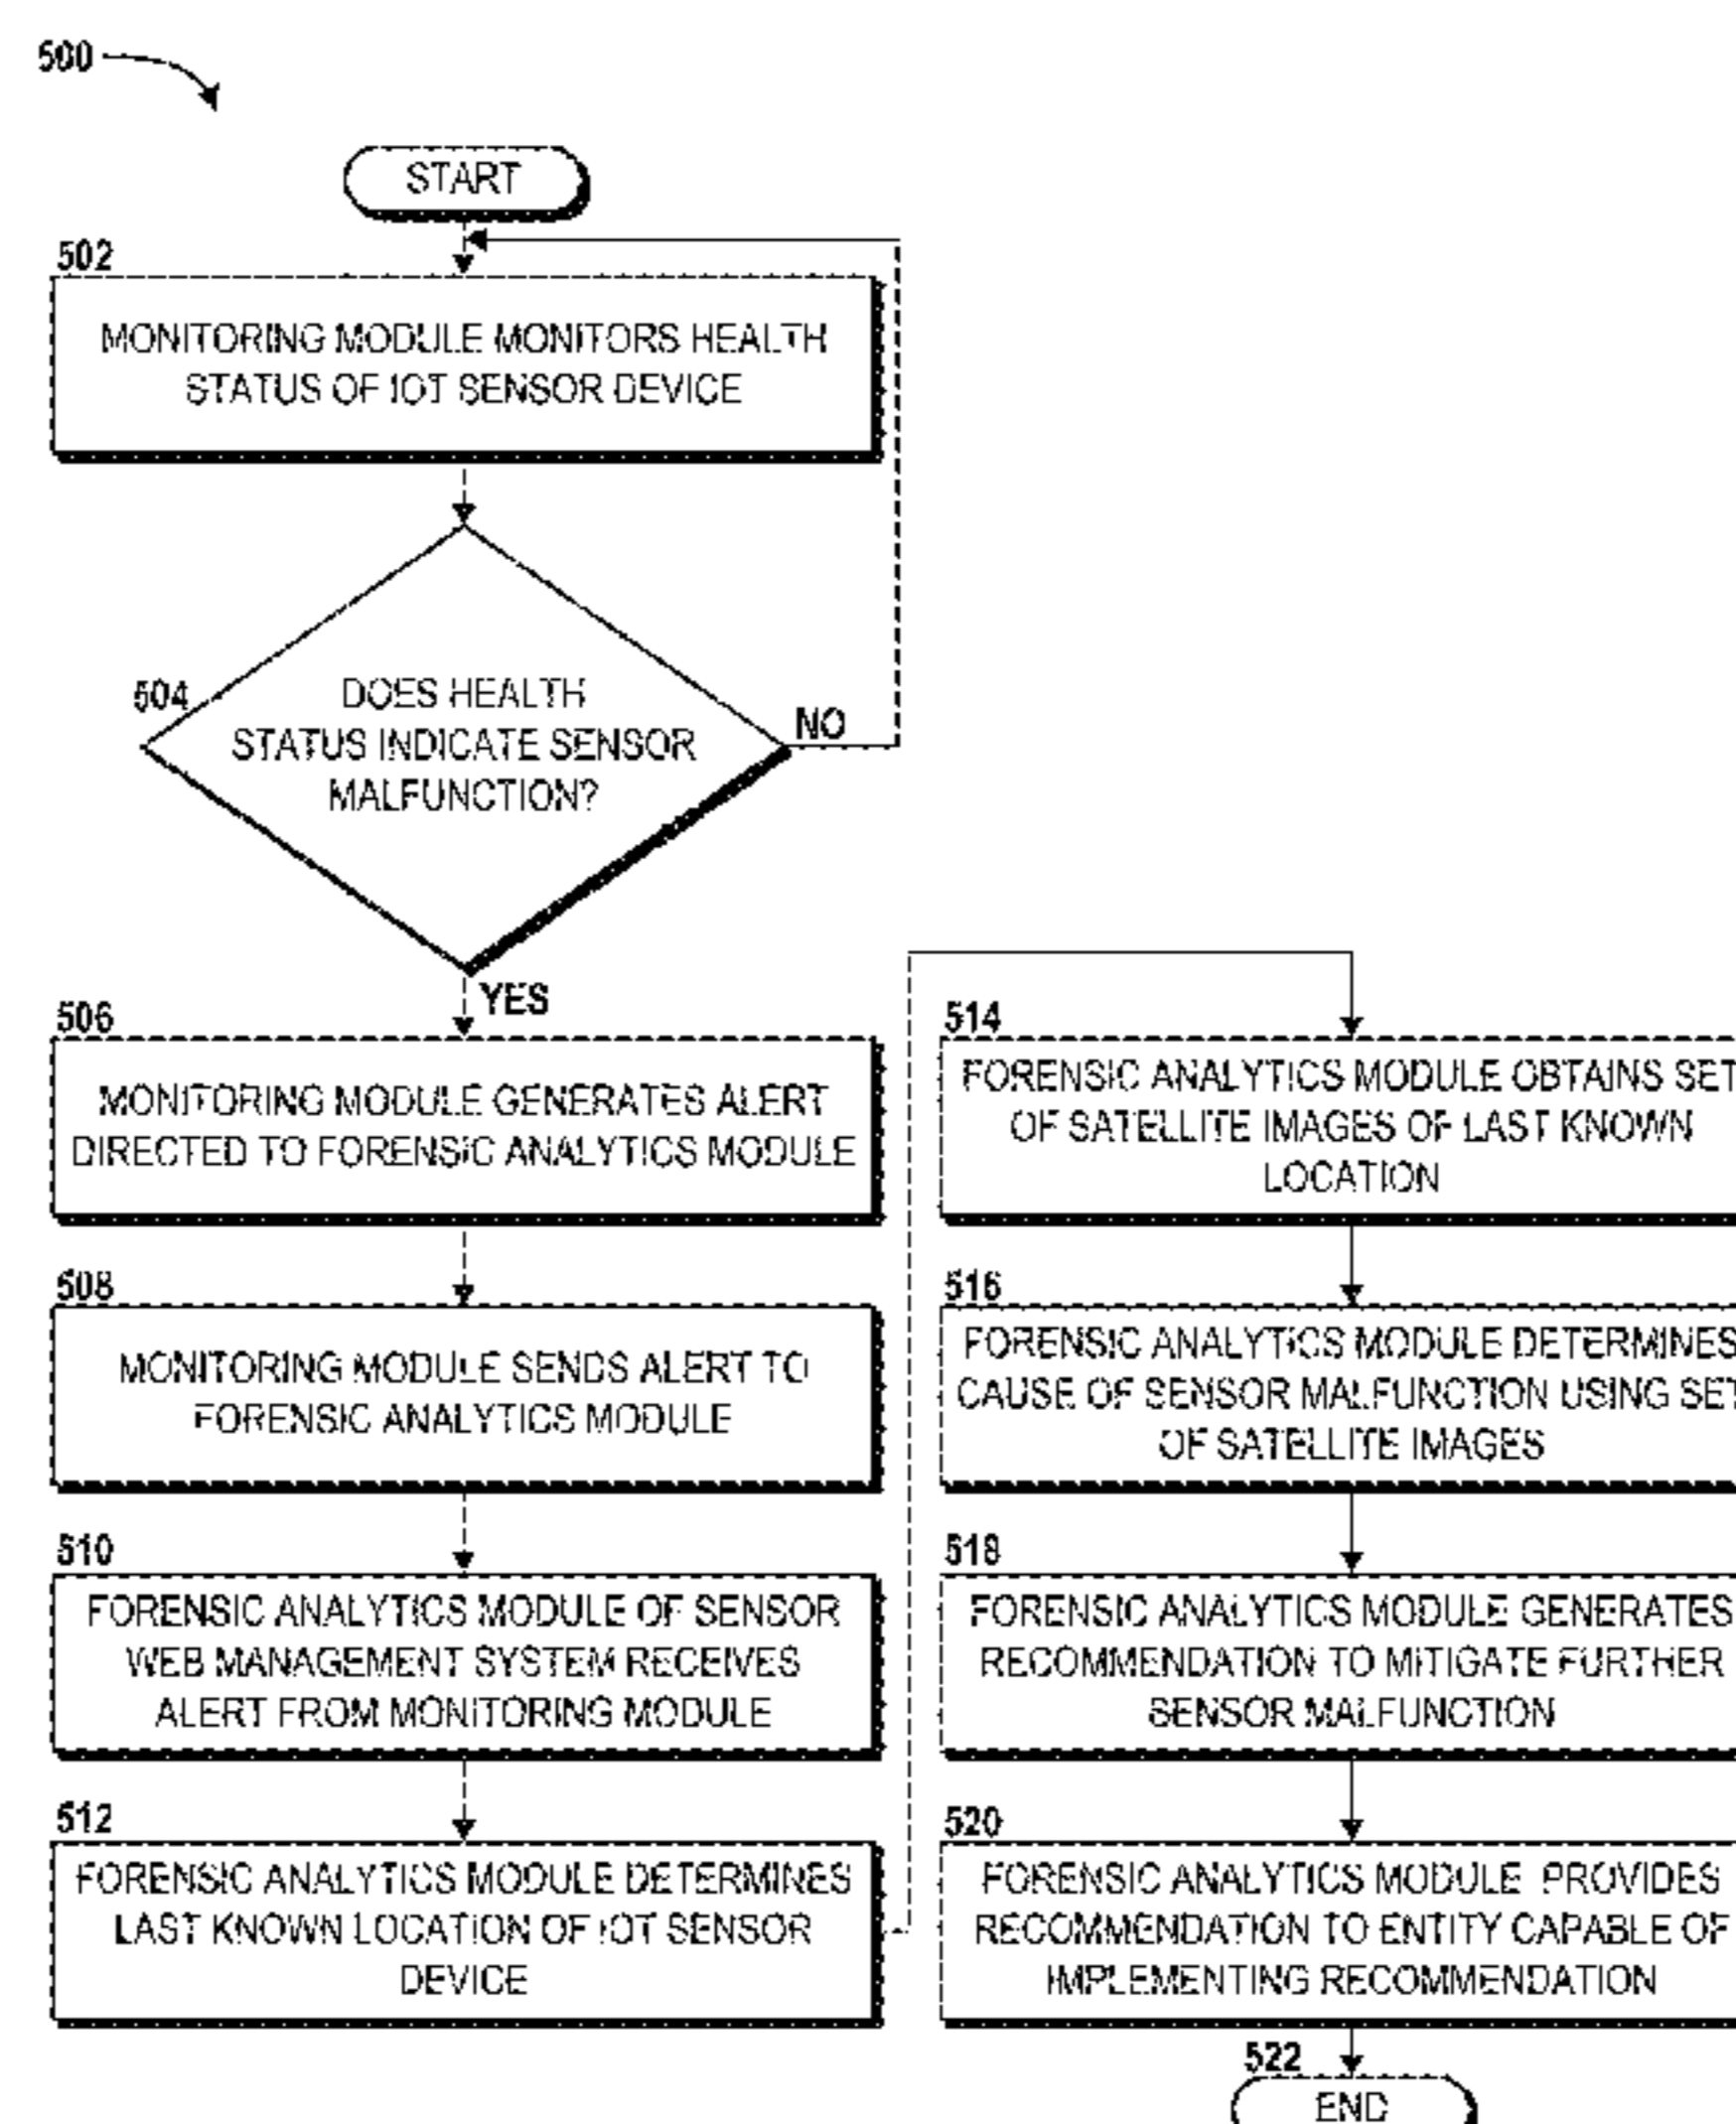 500
START
502
MONITORING MODULE MONITORS HEALTH
STATUS OF IOT SENSOR DEVICE
504
DOES HEALTH
STATUS INDICATE SENSOR
MALFUNCTION?
NO
YES
506
MONITORING MODULE GENERATES ALERT
DIRECTED TO FORENSIC ANALYTICS MODULE
508
MONITORING MODULE SENDS ALERT TO
FORENSIC ANALYTICS MODULE
510
FORENSIC ANALYTICS MODULE OF SENSOR
WEB MANAGEMENT SYSTEM RECEIVES
ALERT FROM MONITORING MODULE
512
FORENSIC ANALYTICS MODULE DETERMINES
LAST KNOWN LOCATION OF IOT SENSOR
DEVICE
514
FORENSIC ANALYTICS MODULE OBTAINS SET
OF SATELLITE IMAGES OF LAST KNOWN
LOCATION
516
FORENSIC ANALYTICS MODULE DETERMINES
CAUSE OF SENSOR MALFUNCTION USING SET
OF SATELLITE IMAGES
518
FORENSIC ANALYTICS MODULE GENERATES
RECOMMENDATION TO MITIGATE FURTHER
SENSOR MALFUNCTION
520
FORENSIC ANALYTICS MODULE PROVIDES
RECOMMENDATION TO ENTITY CAPABLE OF
IMPLEMENTING RECOMMENDATION
522
END